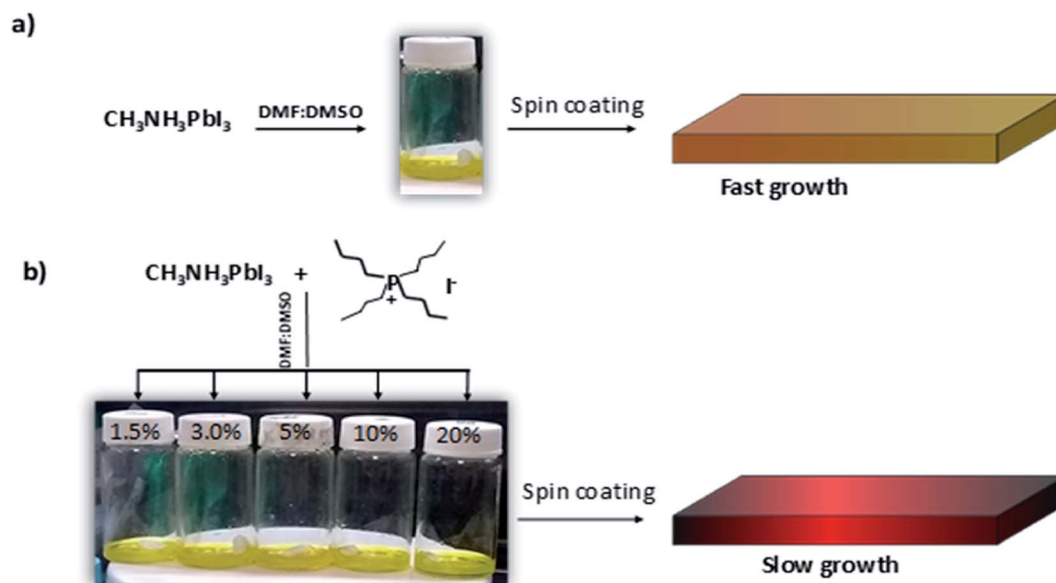 a)
CH₃NH₃PbI₃
DMF:DMSO
Spin coating
Fast growth
b)
CH₃NH₃PbI₃ +
P
+
I⁻
DMF:DMSO
1.5% 3.0% 5% 10% 20%
Spin coating
Slow growth